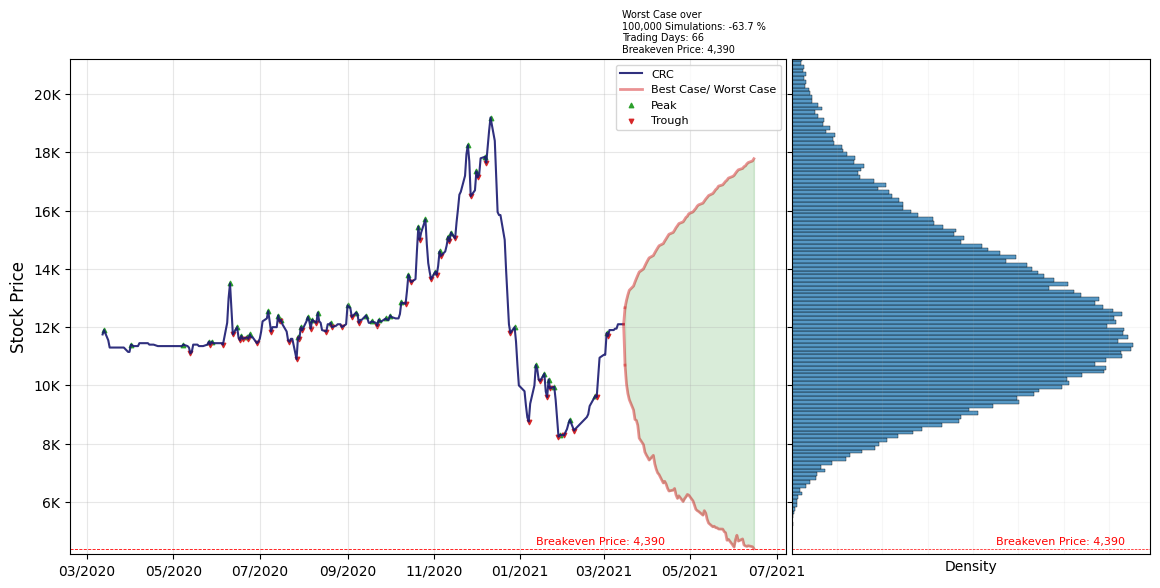 Worst Case over
100,000 Simulations: -63.7 %
Trading Days: 66
Breakeven Price: 4,390
CRC
Best Case/ Worst Case
Peak
Trough
Stock Price
20K
18K
16K
14K
12K
10K
8K
6K
Breakeven Price: 4,390
Breakeven Price: 4,390
03/2020
05/2020
07/2020
09/2020
11/2020
01/2021
03/2021
05/2021
07/2021
Density